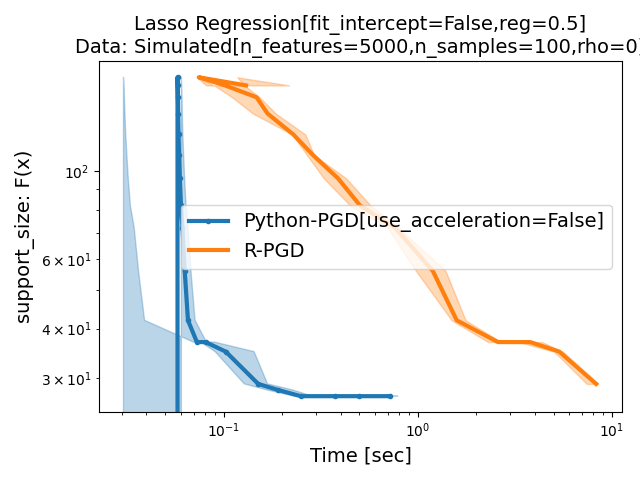 Lasso Regression[fit_intercept=False,reg=0.5]
Data: Simulated[n_features=5000,n_samples=100,rho=0]
support_size: F(x)
10²
6 × 10¹
4 × 10¹
3 × 10¹
Python-PGD[use_acceleration=False]
R-PGD
10⁻¹ 10⁰ 10¹
Time [sec]